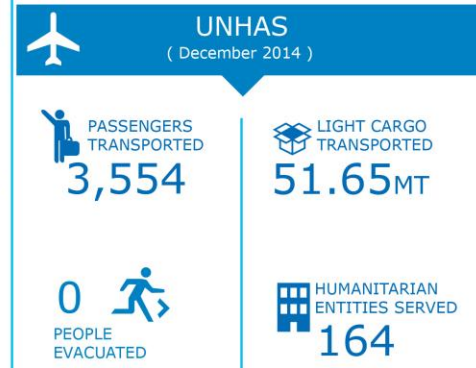 UNHAS
( December 2014 )
PASSENGERS
TRANSPORTED
3,554
LIGHT CARGO
TRANSPORTED
51.65MT
0
PEOPLE
EVACUATED
HUMANITARIAN
ENTITIES SERVED
164